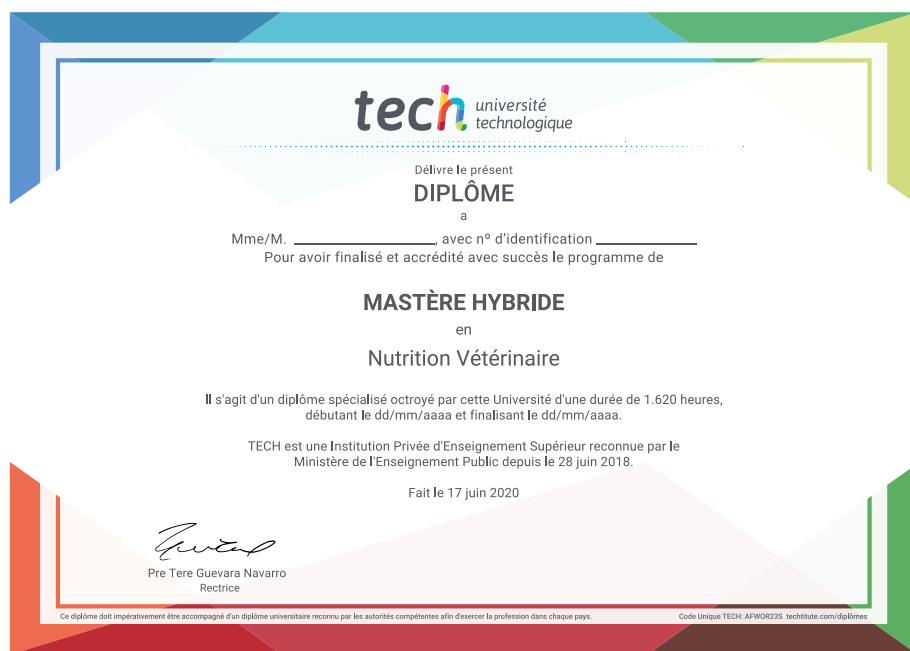 tech université
technologique
Délivre le présent
DIPLÔME
a
Mme/M. ____________________, avec nº d'identification ______________
Pour avoir finalisé et accrédité avec succès le programme de
MASTÈRE HYBRIDE
en
Nutrition Vétérinaire
Il s'agit d'un diplôme spécialisé octroyé par cette Université d'une durée de 1.620 heures,
débutant le dd/mm/aaaa et finalisant le dd/mm/aaaa.
TECH est une Institution Privée d'Enseignement Supérieur reconnue par le
Ministère de l'Enseignement Public depuis le 28 juin 2018.
Fait le 17 juin 2020
Pre Tere Guevara Navarro
Rectrice
Ce diplôme doit impérativement être accompagné d'un diplôme universitaire reconnu par les autorités compétentes afin d'exercer la profession dans chaque pays.
Code Unique TECH: AFWOR23S techtitute.com/diplômes